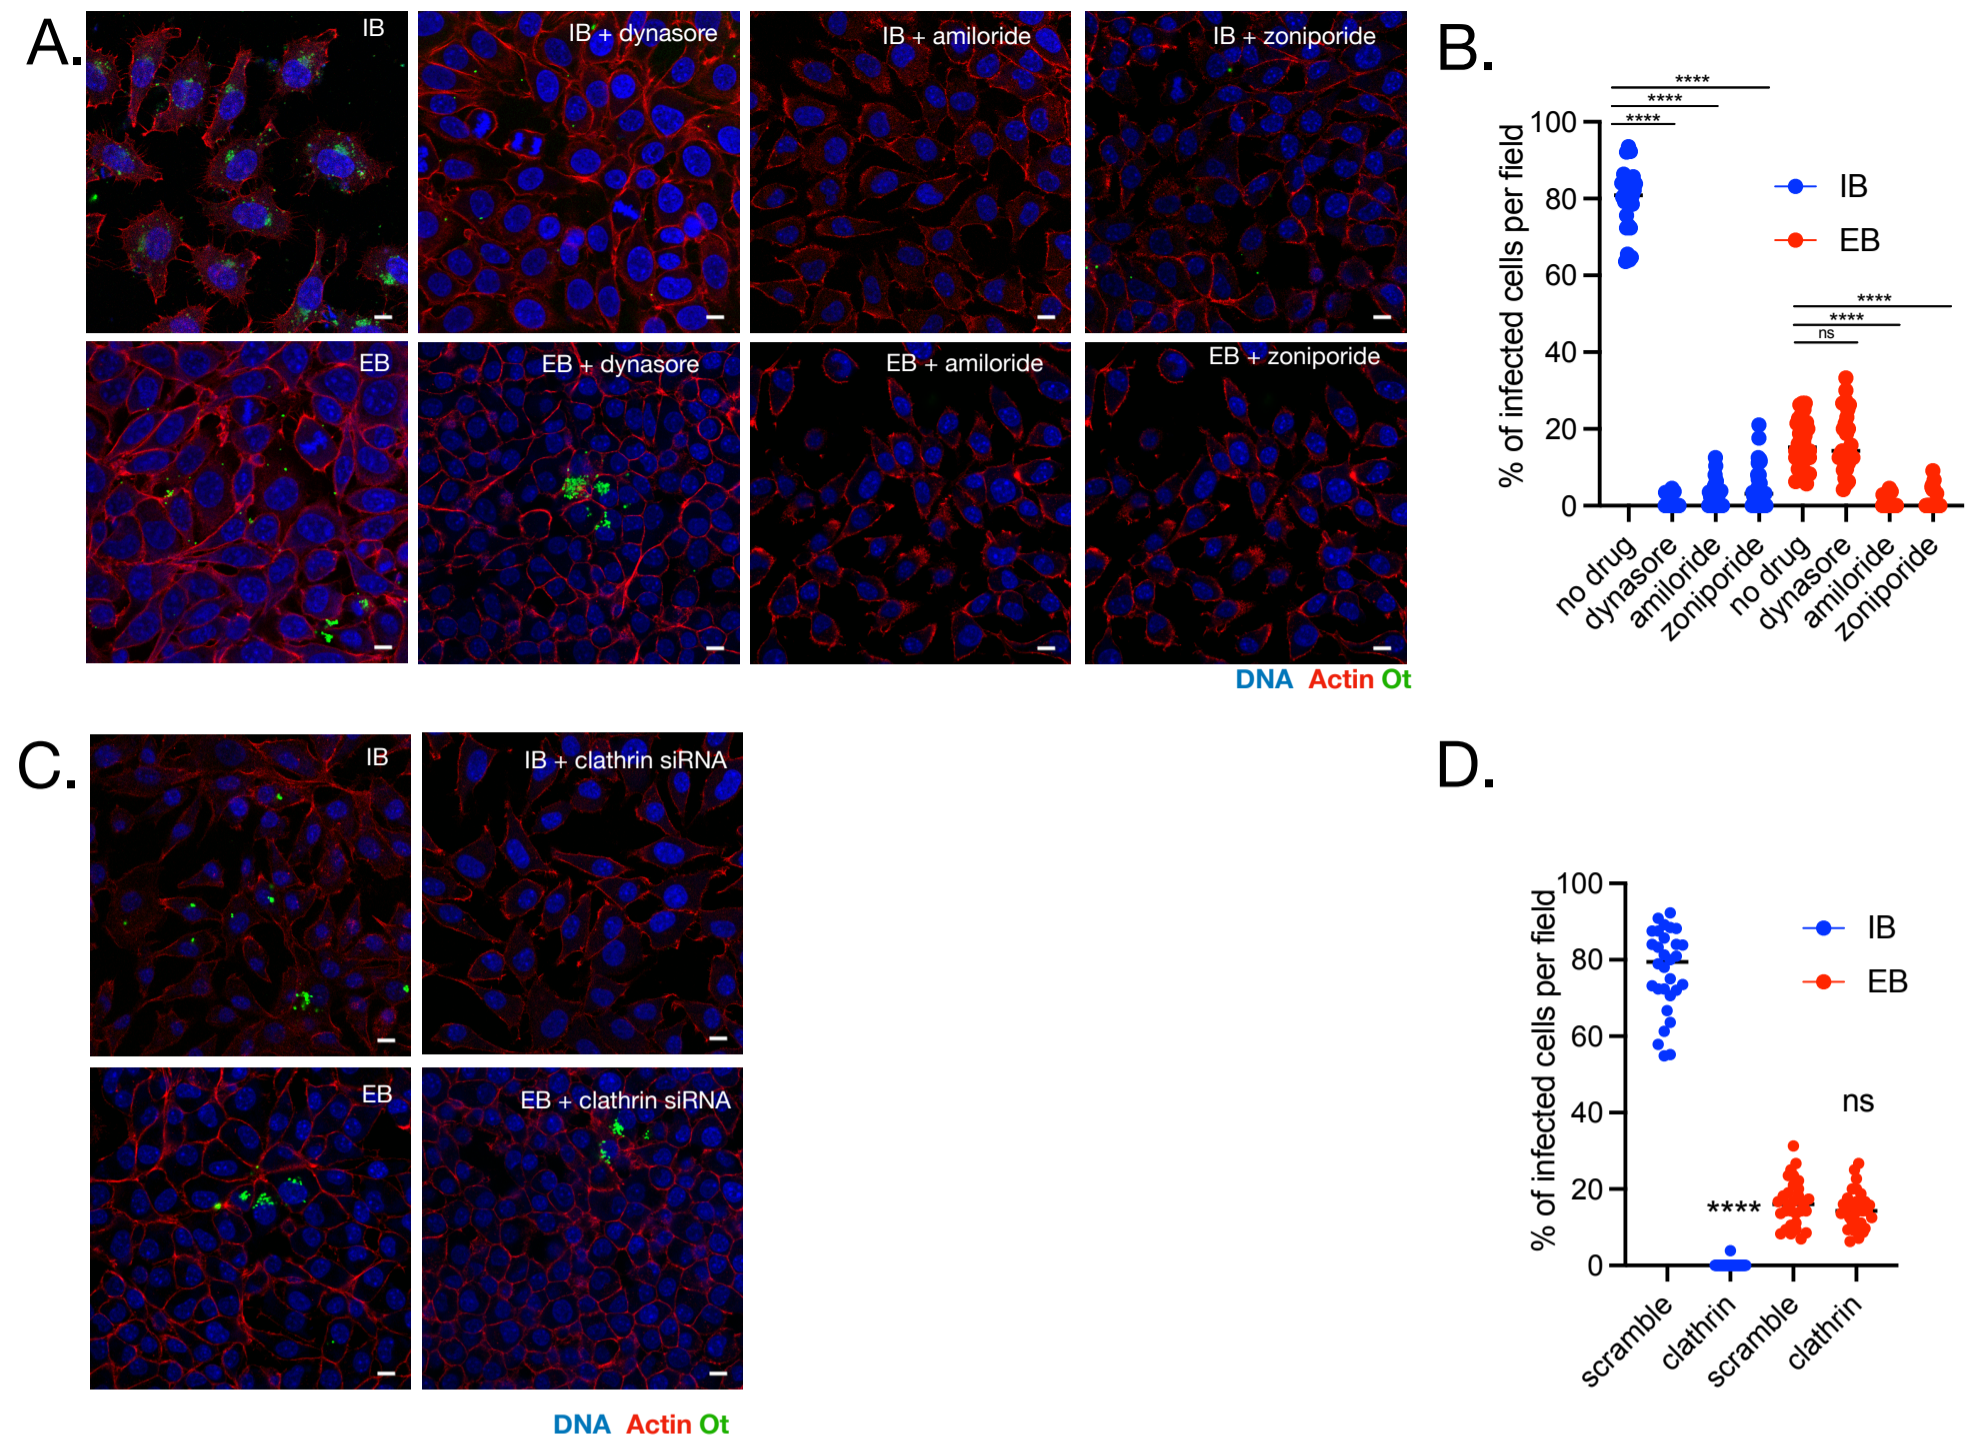 A.
IB
IB + dynasore
IB + amiloride
IB + zoniporide
EB
EB + dynasore
EB + amiloride
EB + zoniporide
DNA Actin Ot
B.
% of infected cells per field
100
80
60
40
20
0
****
****
****
IB
EB
****
****
ns
no drug
dynasore
amiloride
zoniporide
no drug
dynasore
amiloride
zoniporide
C.
IB
IB + clathrin siRNA
EB
EB + clathrin siRNA
DNA Actin Ot
D.
% of infected cells per field
100
80
60
40
20
0
IB
EB
ns
****
scramble
clathrin
scramble
clathrin